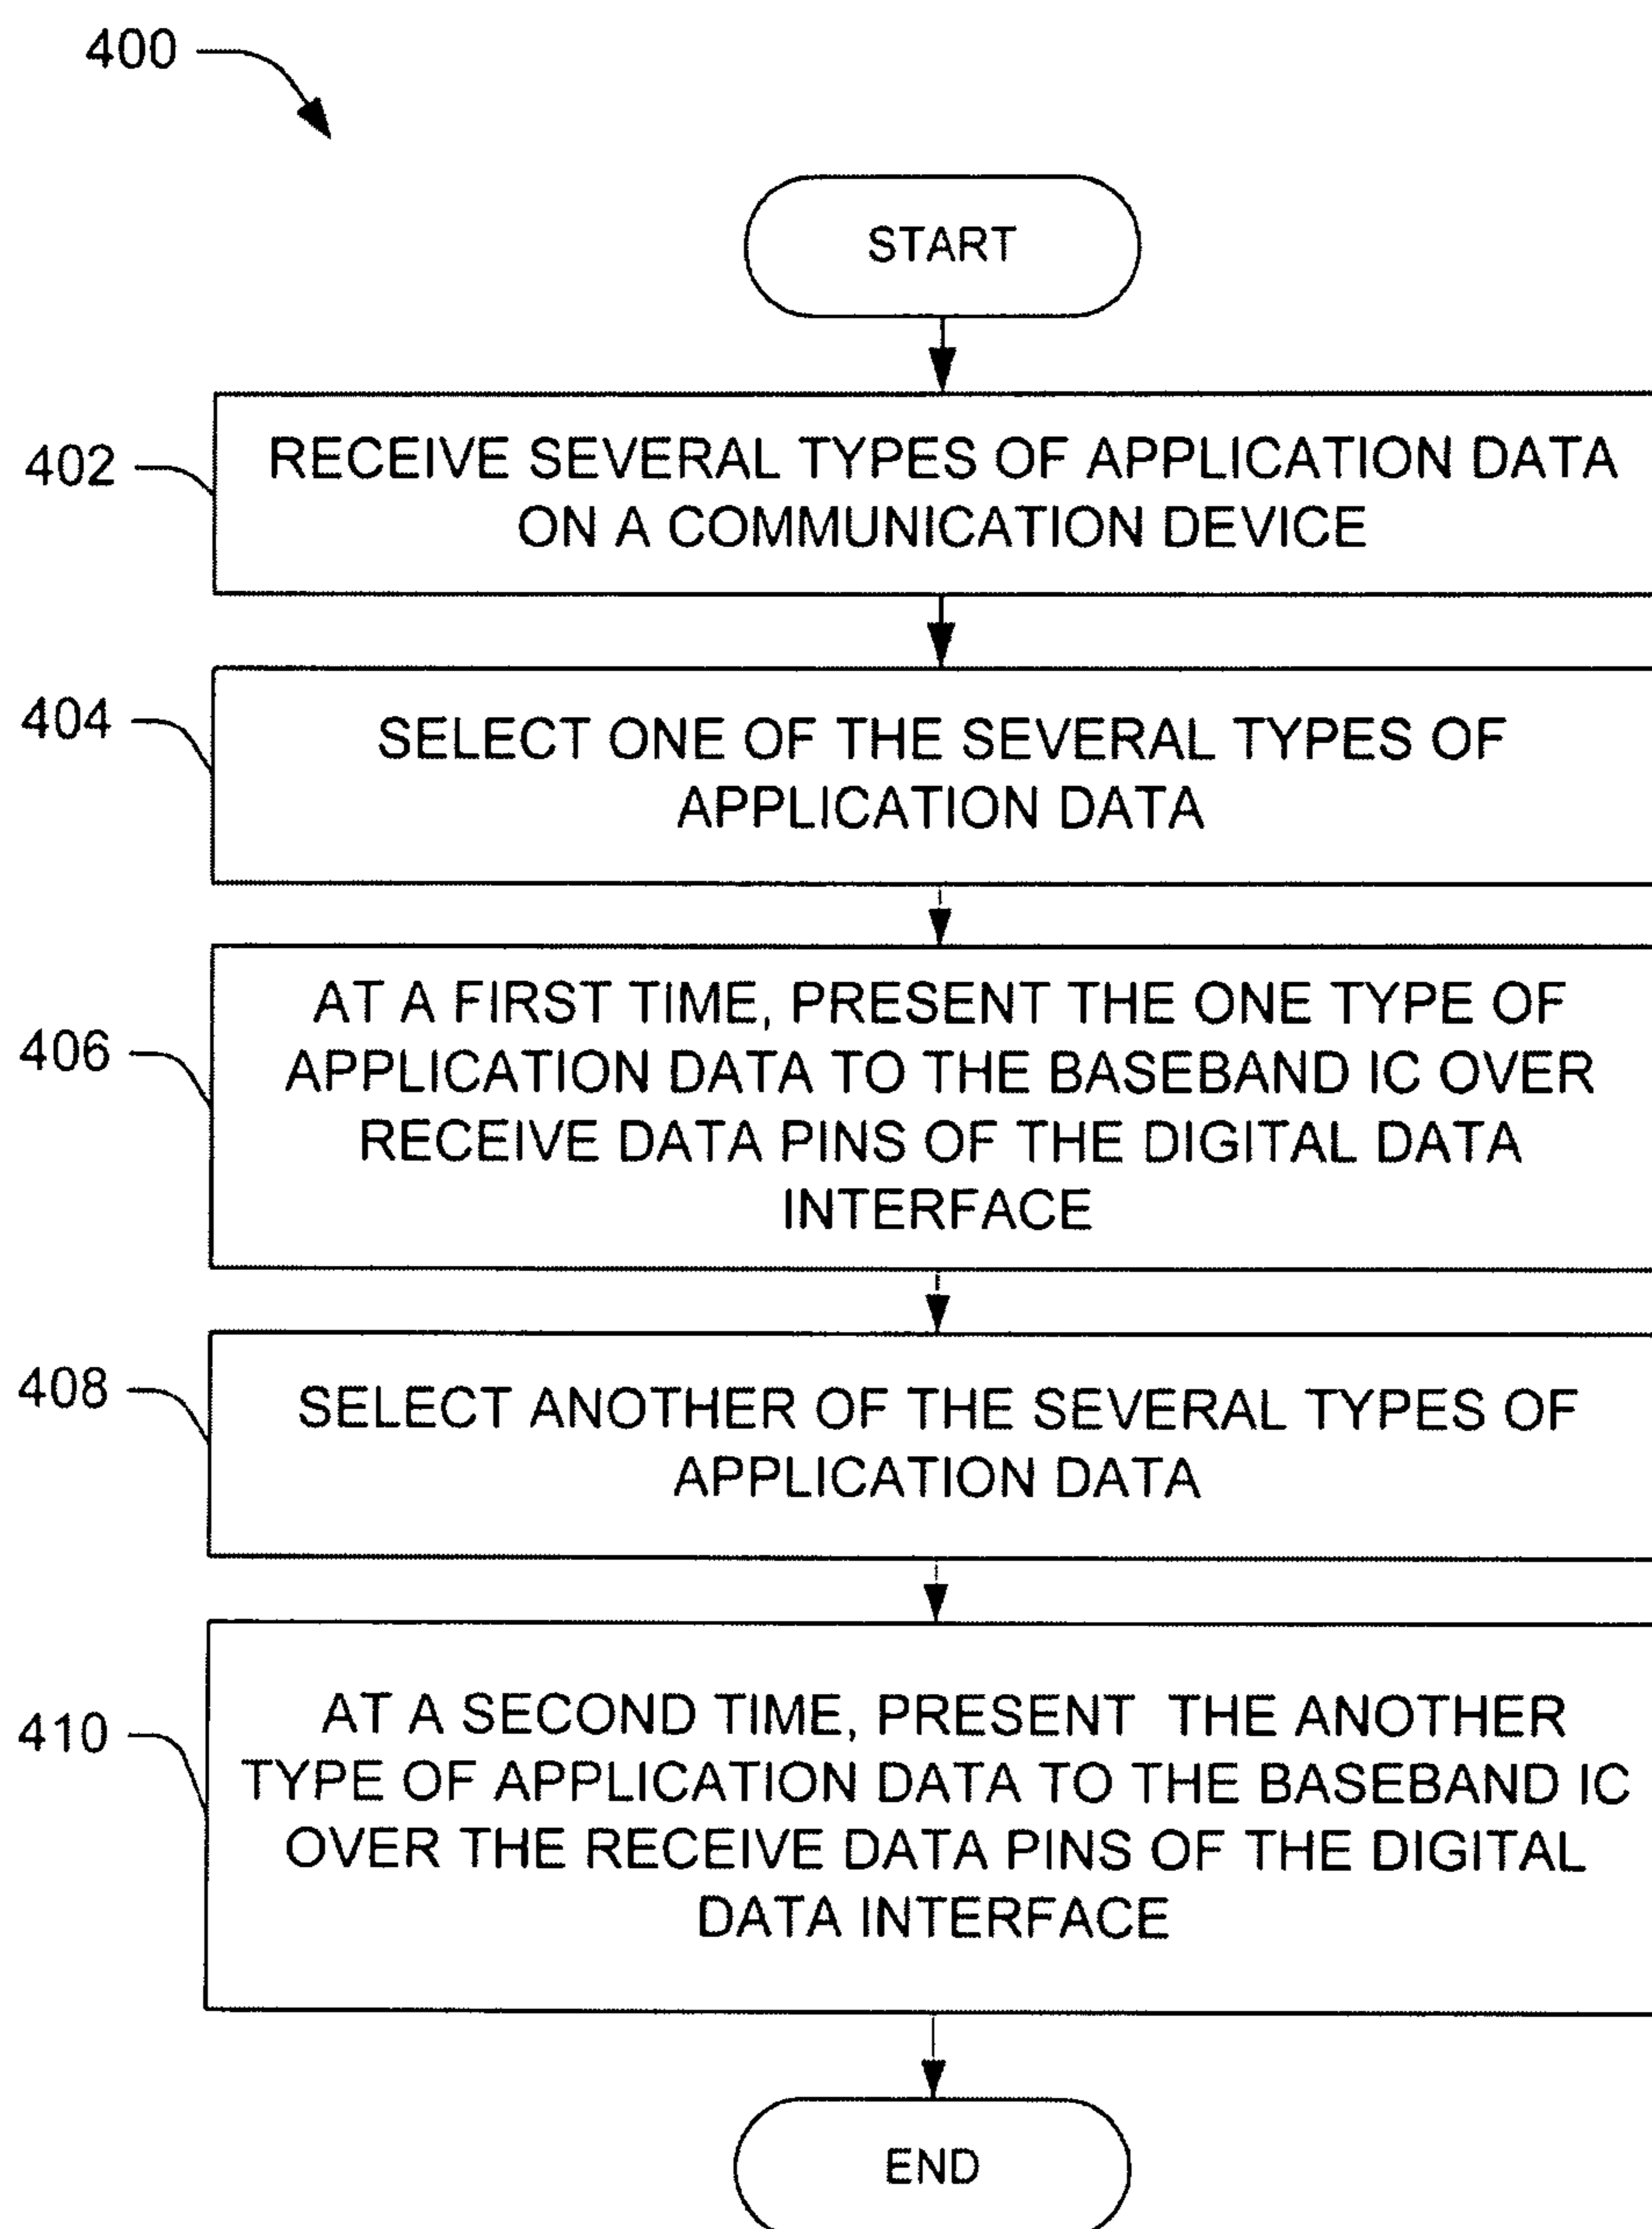 400
START
402
RECEIVE SEVERAL TYPES OF APPLICATION DATA
ON A COMMUNICATION DEVICE
404
SELECT ONE OF THE SEVERAL TYPES OF
APPLICATION DATA
406
AT A FIRST TIME, PRESENT THE ONE TYPE OF
APPLICATION DATA TO THE BASEBAND IC OVER
RECEIVE DATA PINS OF THE DIGITAL DATA
INTERFACE
408
SELECT ANOTHER OF THE SEVERAL TYPES OF
APPLICATION DATA
410
AT A SECOND TIME, PRESENT THE ANOTHER
TYPE OF APPLICATION DATA TO THE BASEBAND IC
OVER THE RECEIVE DATA PINS OF THE DIGITAL
DATA INTERFACE
END